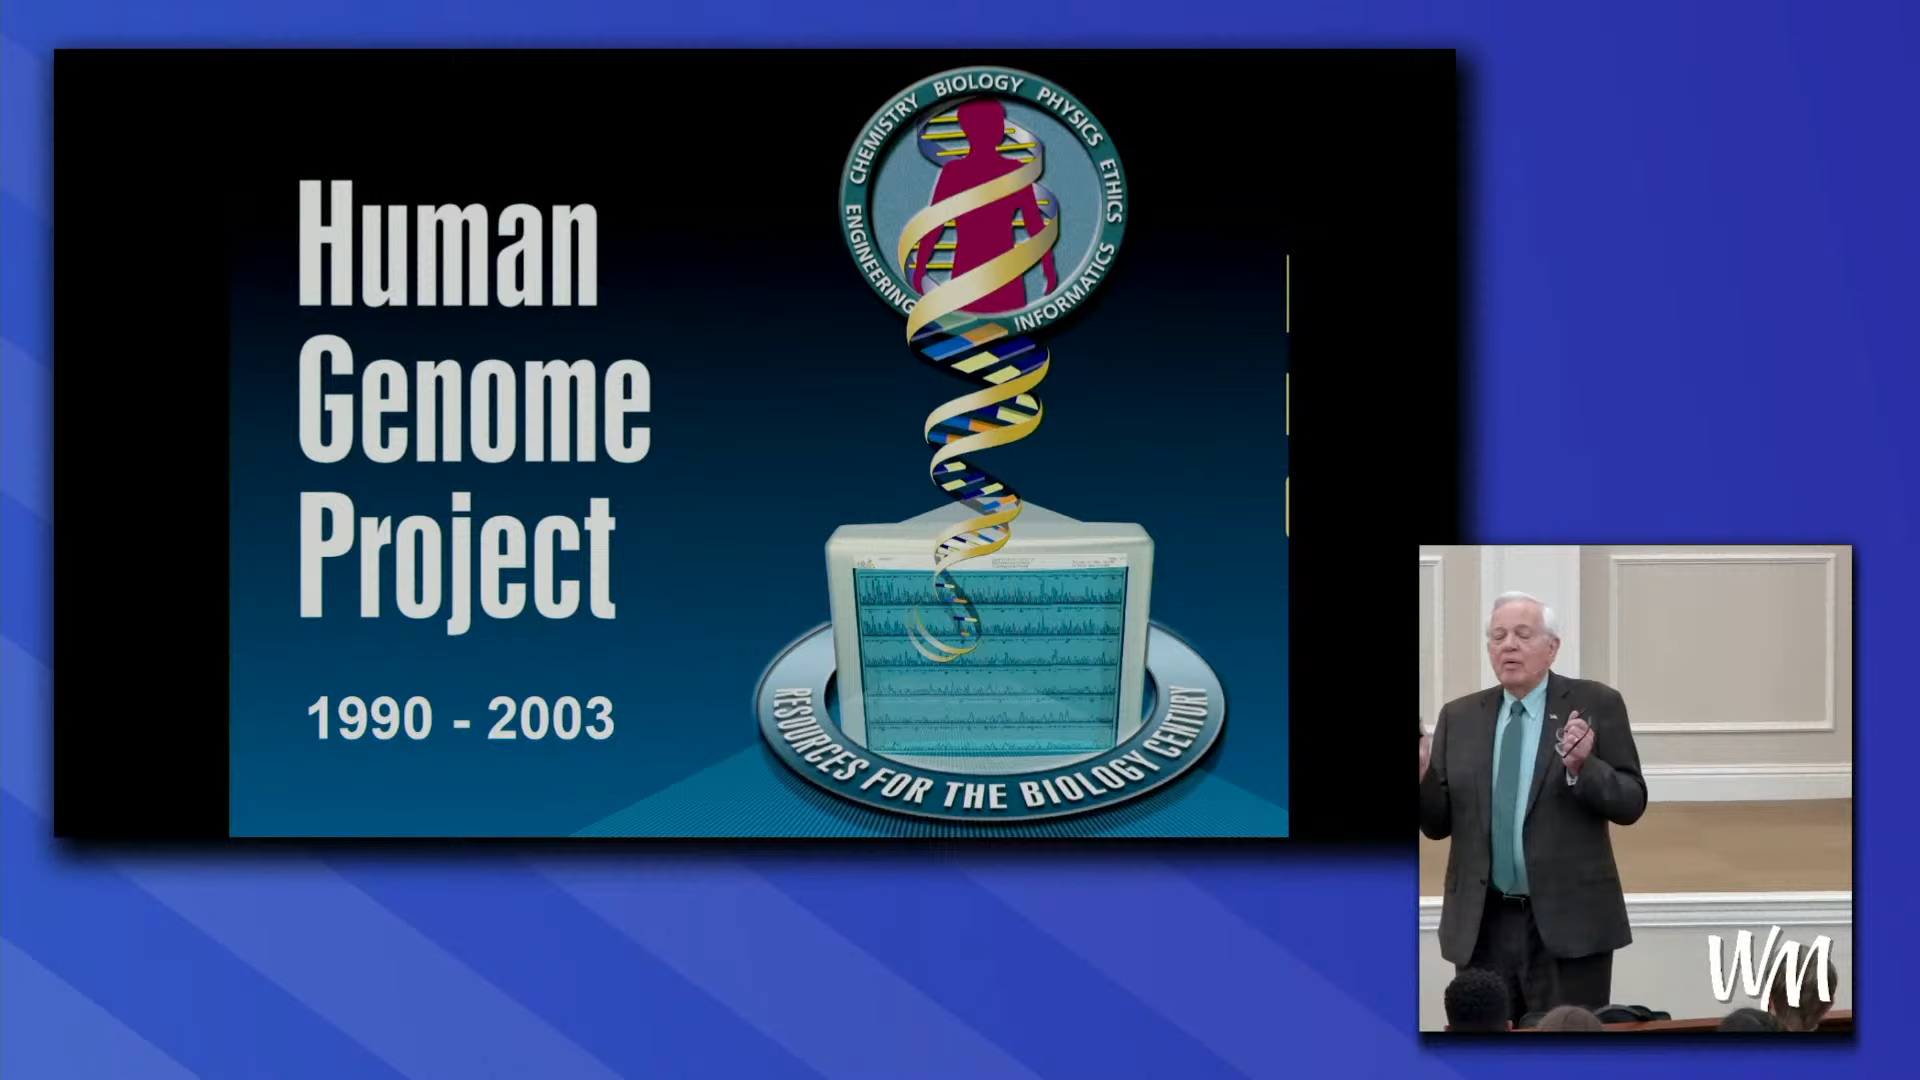 Human
Genome
Project
1990 - 2003
ENGINEERING CHEMISTRY BIOLOGY PHYSICS ETHICS INFORMATICS
RESOURCES FOR THE BIOLOGY CENTURY
WM